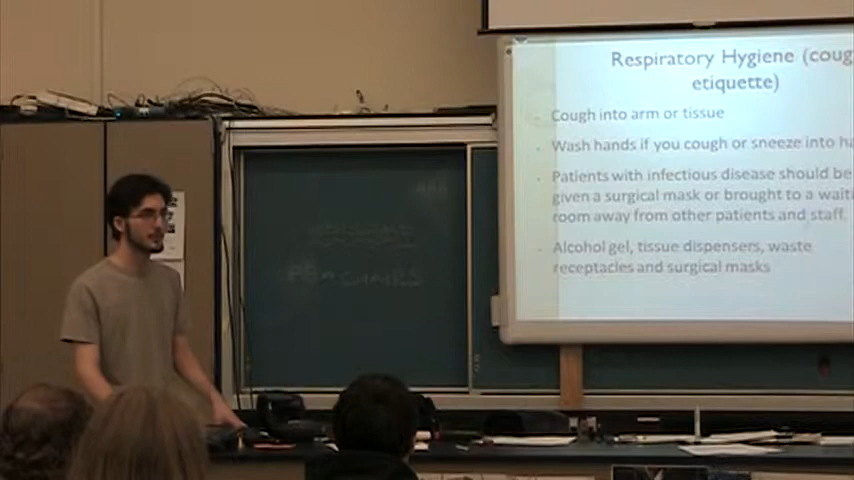 Respiratory Hygiene (coug
etiquette)
Cough into arm or tissue
Wash hands if you cough or sneeze into ha
Patients with infectious disease should be
given a surgical mask or brought to a waiti
room away from other patients and staff.
Alcohol gel, tissue dispensers, waste
receptacles and surgical masks